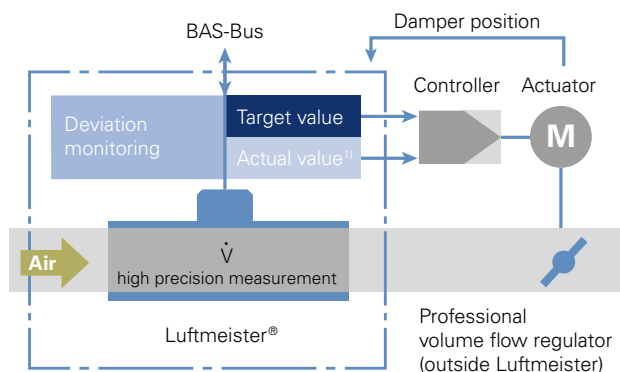 BAS-Bus
Damper position
Controller
Actuator
Deviation
monitoring
Target value
Actual value¹⁾
M
Air
V̇
high precision measurement
Luftmeister®
Professional
volume flow regulator
(outside Luftmeister)